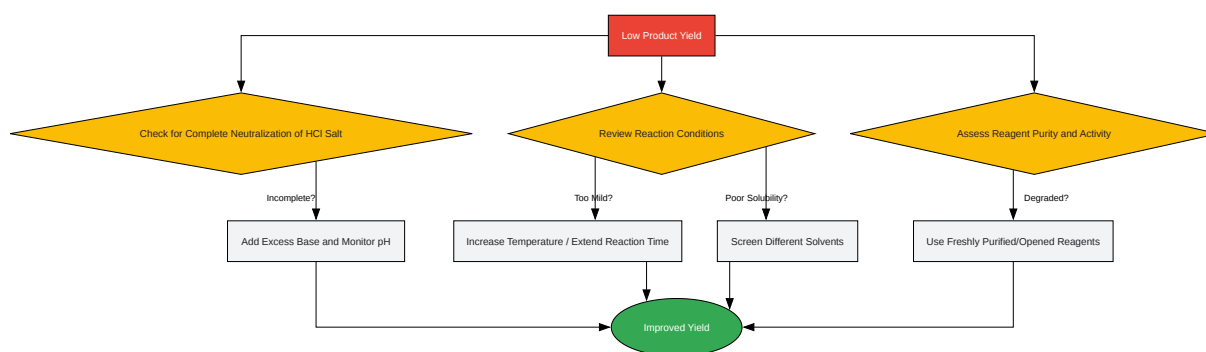 Low Product Yield
Check for Complete Neutralization of HCl Salt
Review Reaction Conditions
Assess Reagent Purity and Activity
Incomplete?
Too Mild?
Poor Solubility?
Degraded?
Add Excess Base and Monitor pH
Increase Temperature / Extend Reaction Time
Screen Different Solvents
Use Freshly Purified/Opened Reagents
Improved Yield